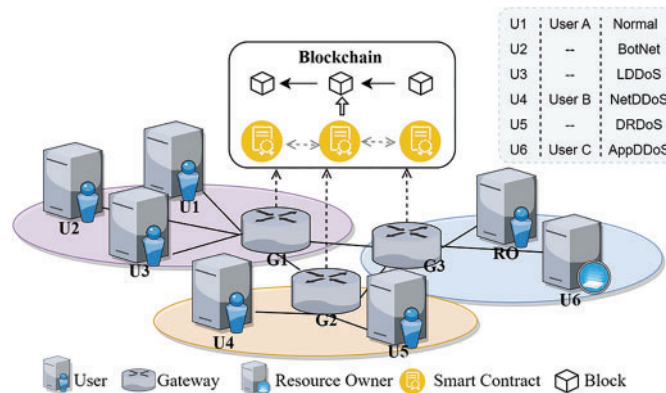 Blockchain
U1 User A Normal
U2 -- BotNet
U3 -- LDDoS
U4 User B NetDDoS
U5 -- DRDoS
U6 User C AppDDoS
U1
U2
U3
G1
G2
G3
RO
U6
U4
U5
User
Gateway
Resource Owner
Smart Contract
Block